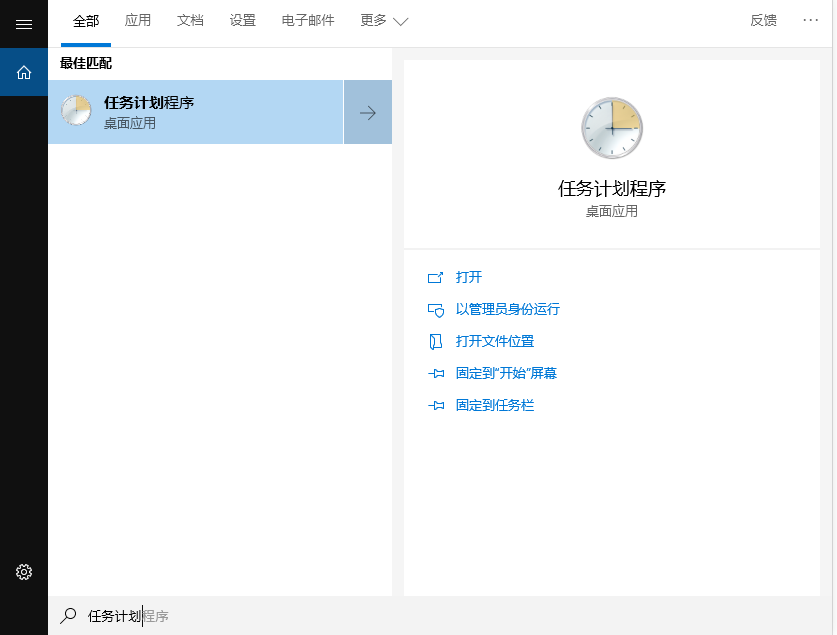 全部 应用 文档 设置 电子邮件 更多 反馈 ···
最佳匹配
任务计划程序
桌面应用
任务计划程序
桌面应用
打开
以管理员身份运行
打开文件位置
固定到"开始"屏幕
固定到任务栏
任务计划程序